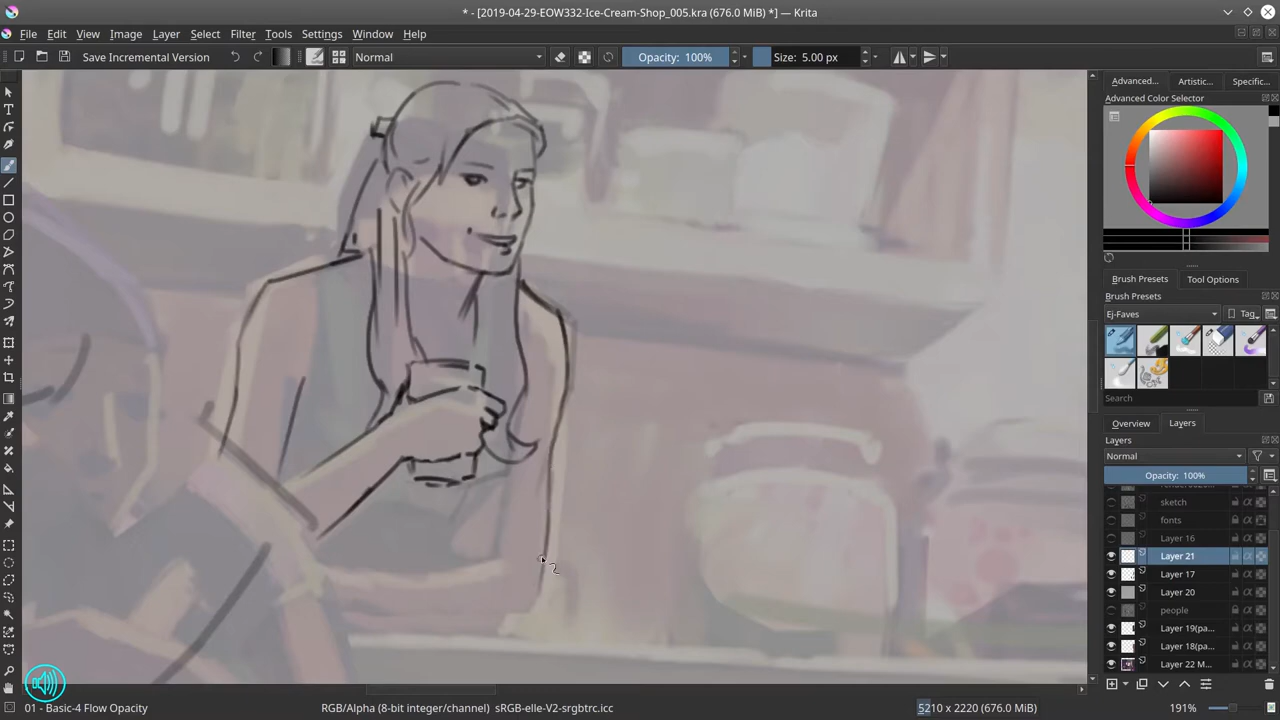 * - [2019-04-29-EOW332-Ice-Cream-Shop_005.kra (676.0 MiB) *] — Krita
File Edit View Image Layer Select Filter Tools Settings Window Help
Save Incremental Version Normal Opacity: 100% Size: 5.00 px
Advanced... Artistic... Specific...
Advanced Color Selector
Brush Presets Tool Options
Brush Presets
Ej-Faves Tag
Search
Overview Layers
Layers
Normal
Opacity: 100%
sketch
fonts
Layer 16
Layer 21
Layer 17
Layer 20
people
Layer 19(pa...
Layer 18(pa...
Layer 22 M...
01 - Basic-4 Flow Opacity RGB/Alpha (8-bit integer/channel) sRGB-elle-V2-srgbtrc.icc 5210 x 2220 (676.0 MiB) 191%